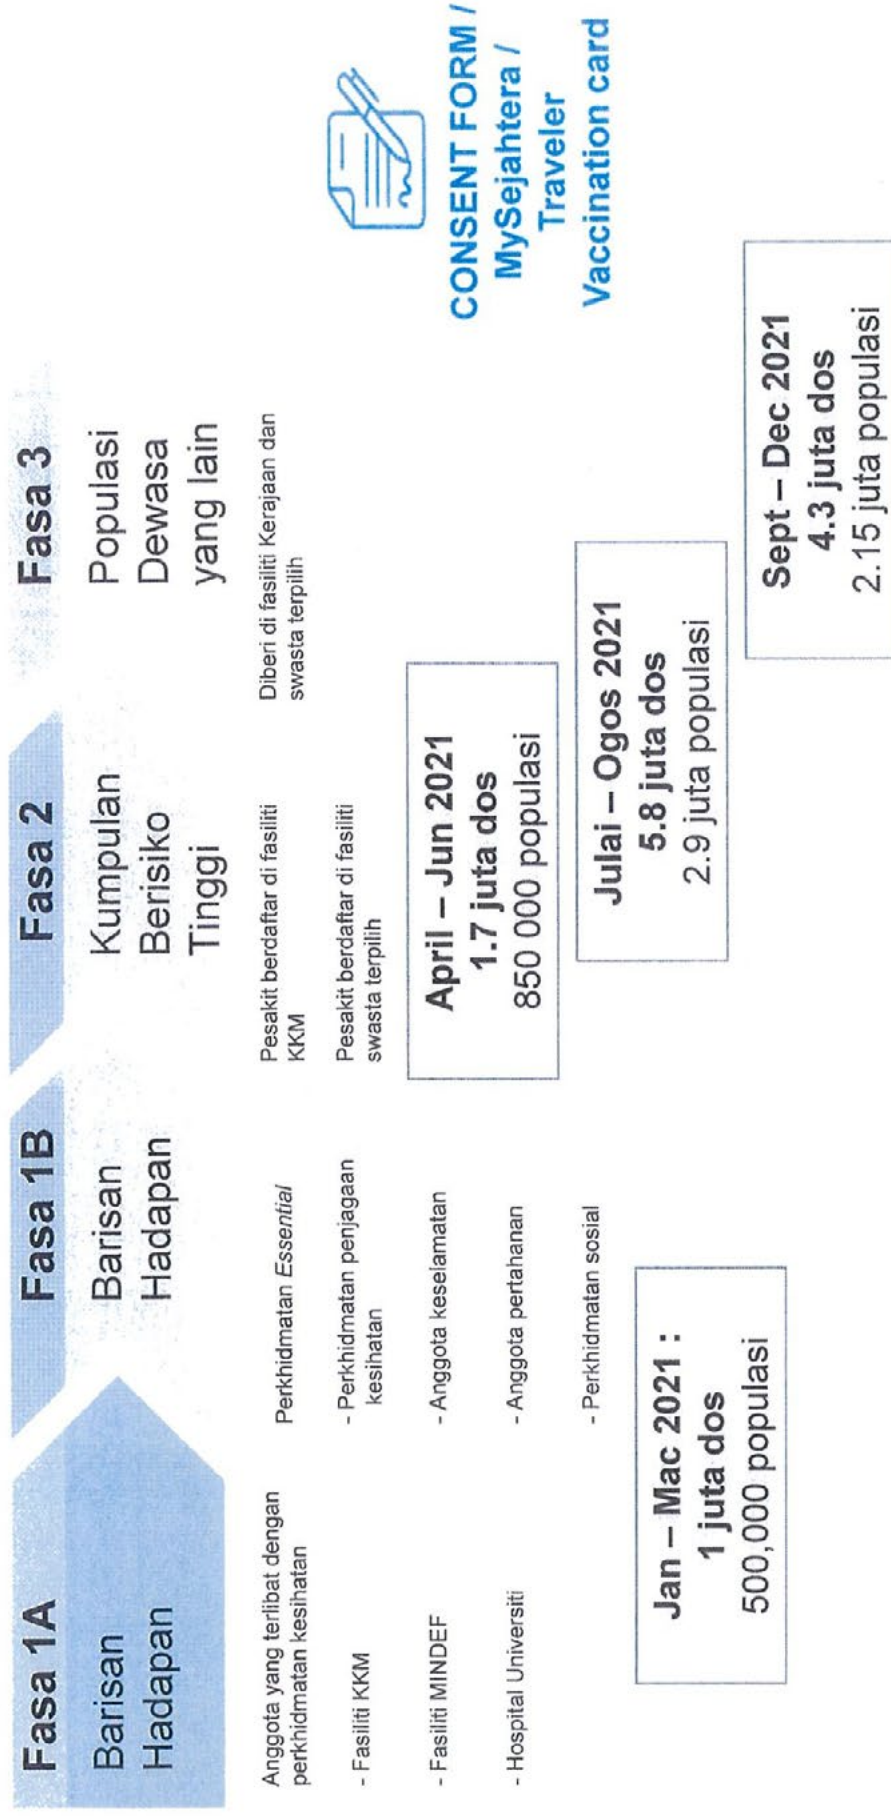 Fasa 1A
Barisan
Hadapan
Anggota yang terlibat dengan
perkhidmatan kesihatan
- Fasiliti KKM
- Fasiliti MINDEF
- Hospital Universiti
Fasa 1B
Barisan
Hadapan
Perkhidmatan Essential
- Perkhidmatan penjagaan
kesihatan
- Anggota keselamatan
- Anggota pertahanan
- Perkhidmatan sosial
Jan – Mac 2021 :
1 juta dos
500,000 populasi
Fasa 2
Kumpulan
Berisiko
Tinggi
Pesakit berdaftar di fasiliti
KKM
Pesakit berdaftar di fasiliti
swasta terpilih
April – Jun 2021
1.7 juta dos
850 000 populasi
Julai – Ogos 2021
5.8 juta dos
2.9 juta populasi
Fasa 3
Populasi
Dewasa
yang lain
Diberi di fasiliti Kerajaan dan
swasta terpilih
Sept – Dec 2021
4.3 juta dos
2.15 juta populasi
CONSENT FORM /
MySejahtera /
Traveler
Vaccination card